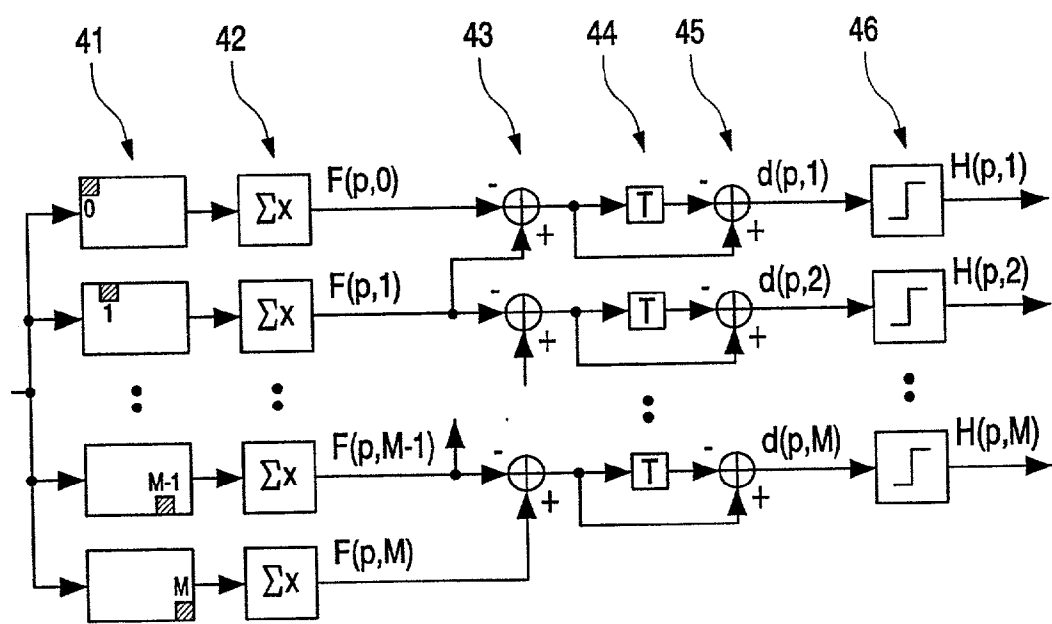 41 42 43 44 45 46
0 Σx F(p,0) - + T - + d(p,1) H(p,1)
1 Σx F(p,1) - + T - + d(p,2) H(p,2)
M-1 Σx F(p,M-1) - + T - + d(p,M) H(p,M)
M Σx F(p,M)